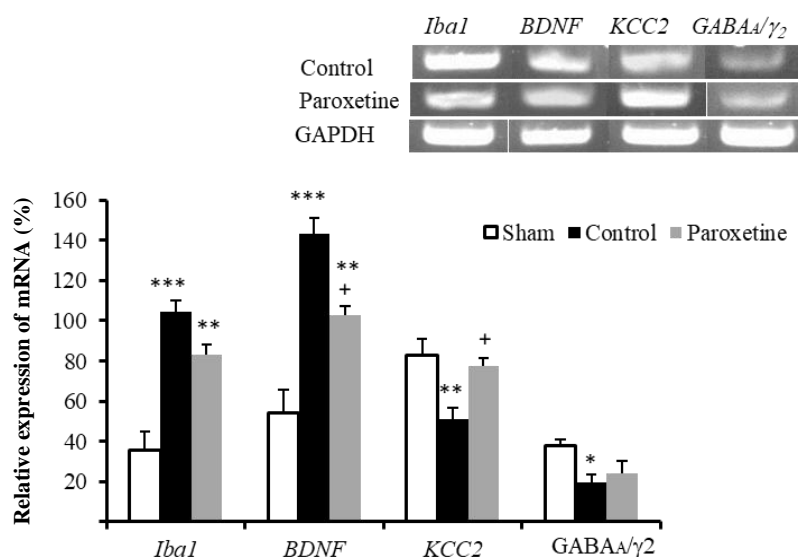 Iba1 BDNF KCC2 GABAA/γ2
Control
Paroxetine
GAPDH
Relative expression of mRNA (%)
160
140
120
100
80
60
40
20
Sham Control Paroxetine
***
**
***
**
+
**
+
*
Iba1 BDNF KCC2 GABAA/γ2